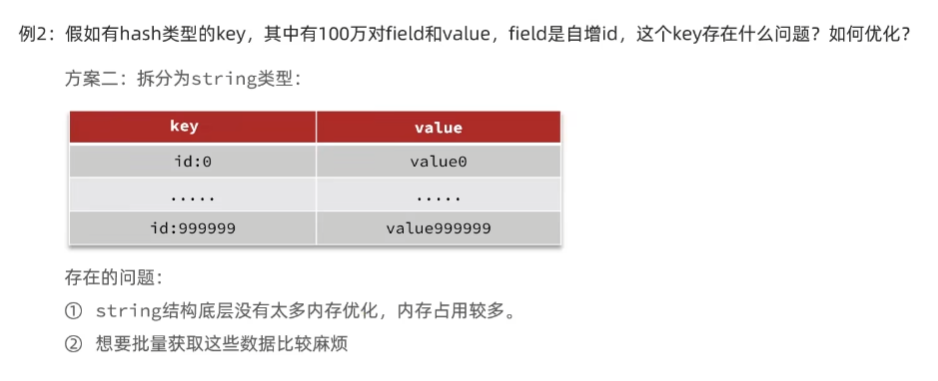 例2：假如有hash类型的key，其中有100万对field和value，field是自增id，这个key存在什么问题？如何优化？
方案二：拆分为string类型：
key value
id:0 value0
..... .....
id:999999 value999999
存在的问题：
① string结构底层没有太多内存优化，内存占用较多。
② 想要批量获取这些数据比较麻烦